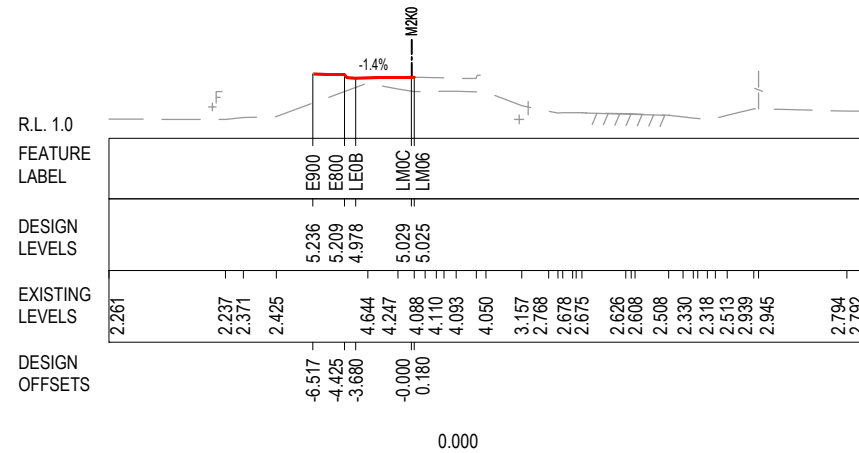 M2K0
-1.4%
F
R.L. 1.0
FEATURE
LABEL
E900
E800
LE0B
LM0C
LM06
DESIGN
LEVELS
5.236
5.209
4.978
5.029
5.025
EXISTING
LEVELS
2.261
2.237
2.371
2.425
4.644
4.247
4.088
4.110
4.093
4.050
3.157
2.768
2.678
2.675
2.626
2.608
2.508
2.330
2.318
2.513
2.939
2.945
2.794
2.792
DESIGN
OFFSETS
-6.517
-4.425
-3.680
-0.000
0.180
0.000